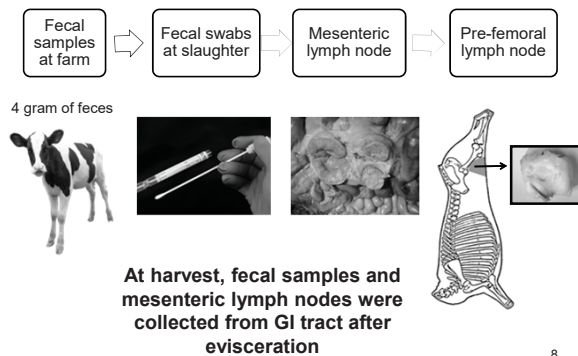 Fecal
samples
at farm
Fecal swabs
at slaughter
Mesenteric
lymph node
Pre-femoral
lymph node
4 gram of feces
At harvest, fecal samples and
mesenteric lymph nodes were
collected from GI tract after
evisceration
8